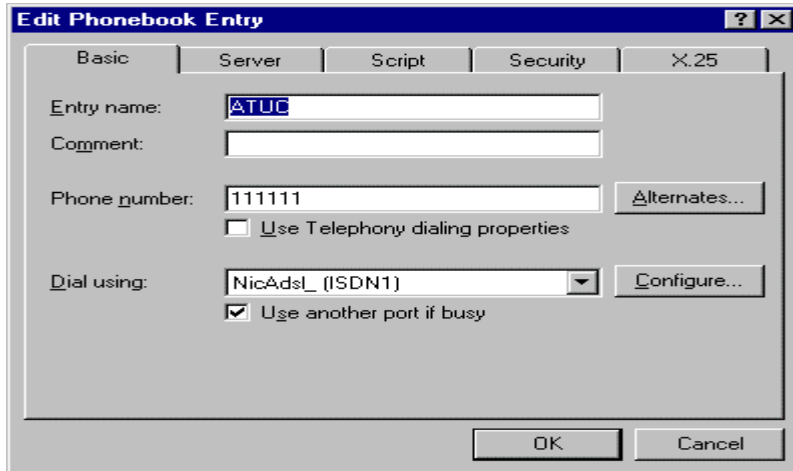 Edit Phonebook Entry
Basic Server Script Security X.25
Entry name: ATUC
Comment:
Phone number: 111111 Alternates...
Use Telephony dialing properties
Dial using: NicAdsl_ (ISDN1) Configure...
Use another port if busy
OK Cancel